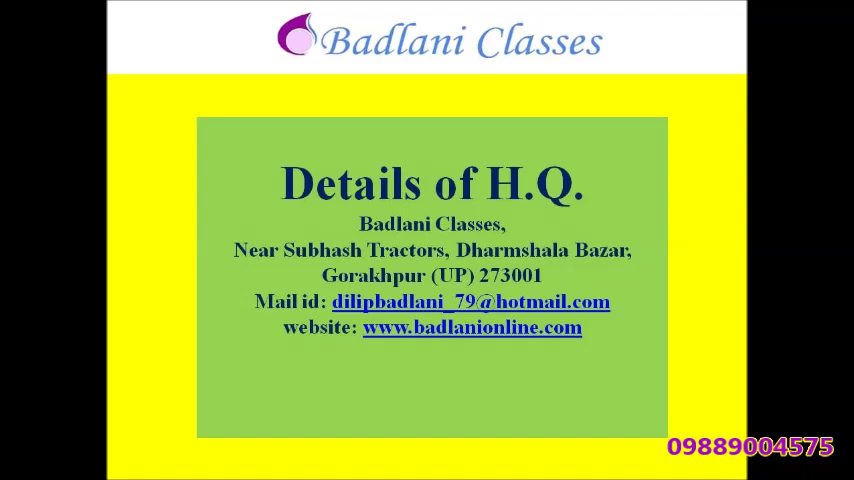 Badlani Classes
Details of H.Q.
Badlani Classes,
Near Subhash Tractors, Dharmshala Bazar,
Gorakhpur (UP) 273001
Mail id: dilipbadlani_79@hotmail.com
website: www.badlanionline.com
09889004575